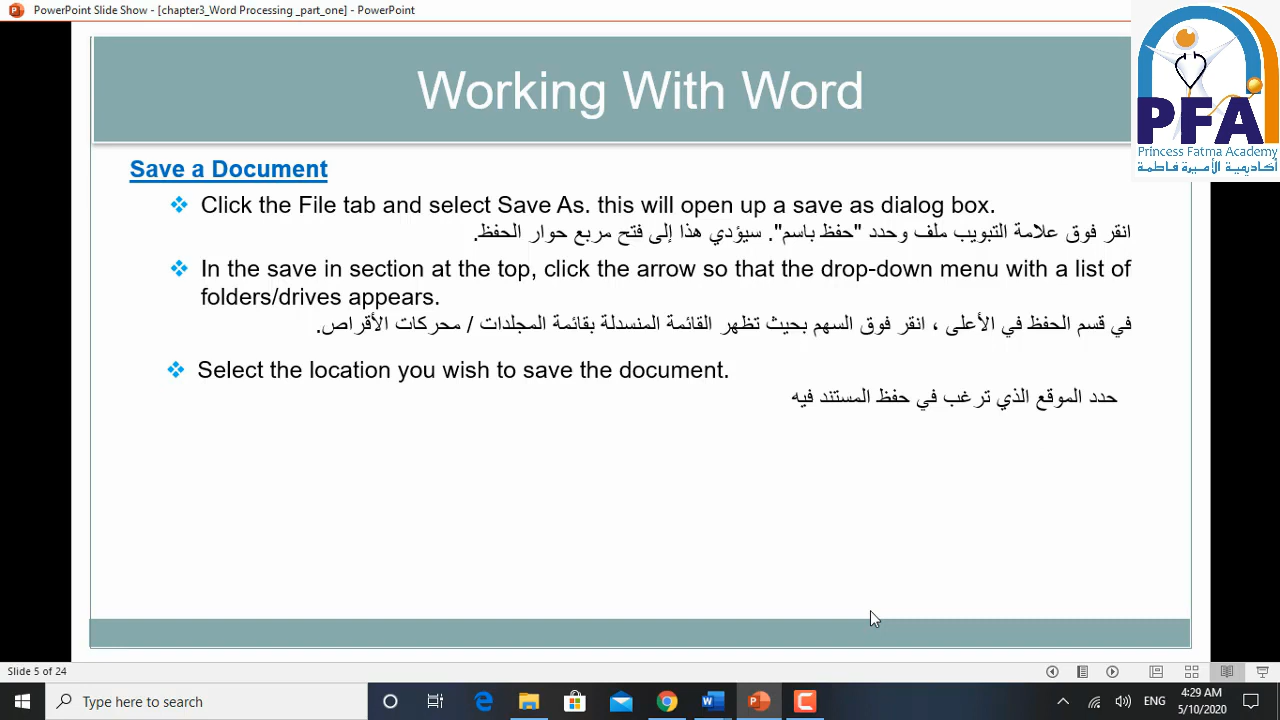 PowerPoint Slide Show - [chapter3_Word Processing _part_one] - PowerPoint
PFA
Princess Fatma Academy
أكاديمية الأميرة فاطمة
Working With Word
Save a Document
Click the File tab and select Save As. this will open up a save as dialog box.
انقر فوق علامة التبويب ملف وحدد "حفظ باسم". سيؤدي هذا إلى فتح مربع حوار الحفظ.
In the save in section at the top, click the arrow so that the drop-down menu with a list of
folders/drives appears.
في قسم الحفظ في الأعلى ، انقر فوق السهم بحيث تظهر القائمة المنسدلة بقائمة المجلدات / محركات الأقراص.
Select the location you wish to save the document.
حدد الموقع الذي ترغب في حفظ المستند فيه
Slide 5 of 24
Type here to search
ENG
4:29 AM
5/10/2020